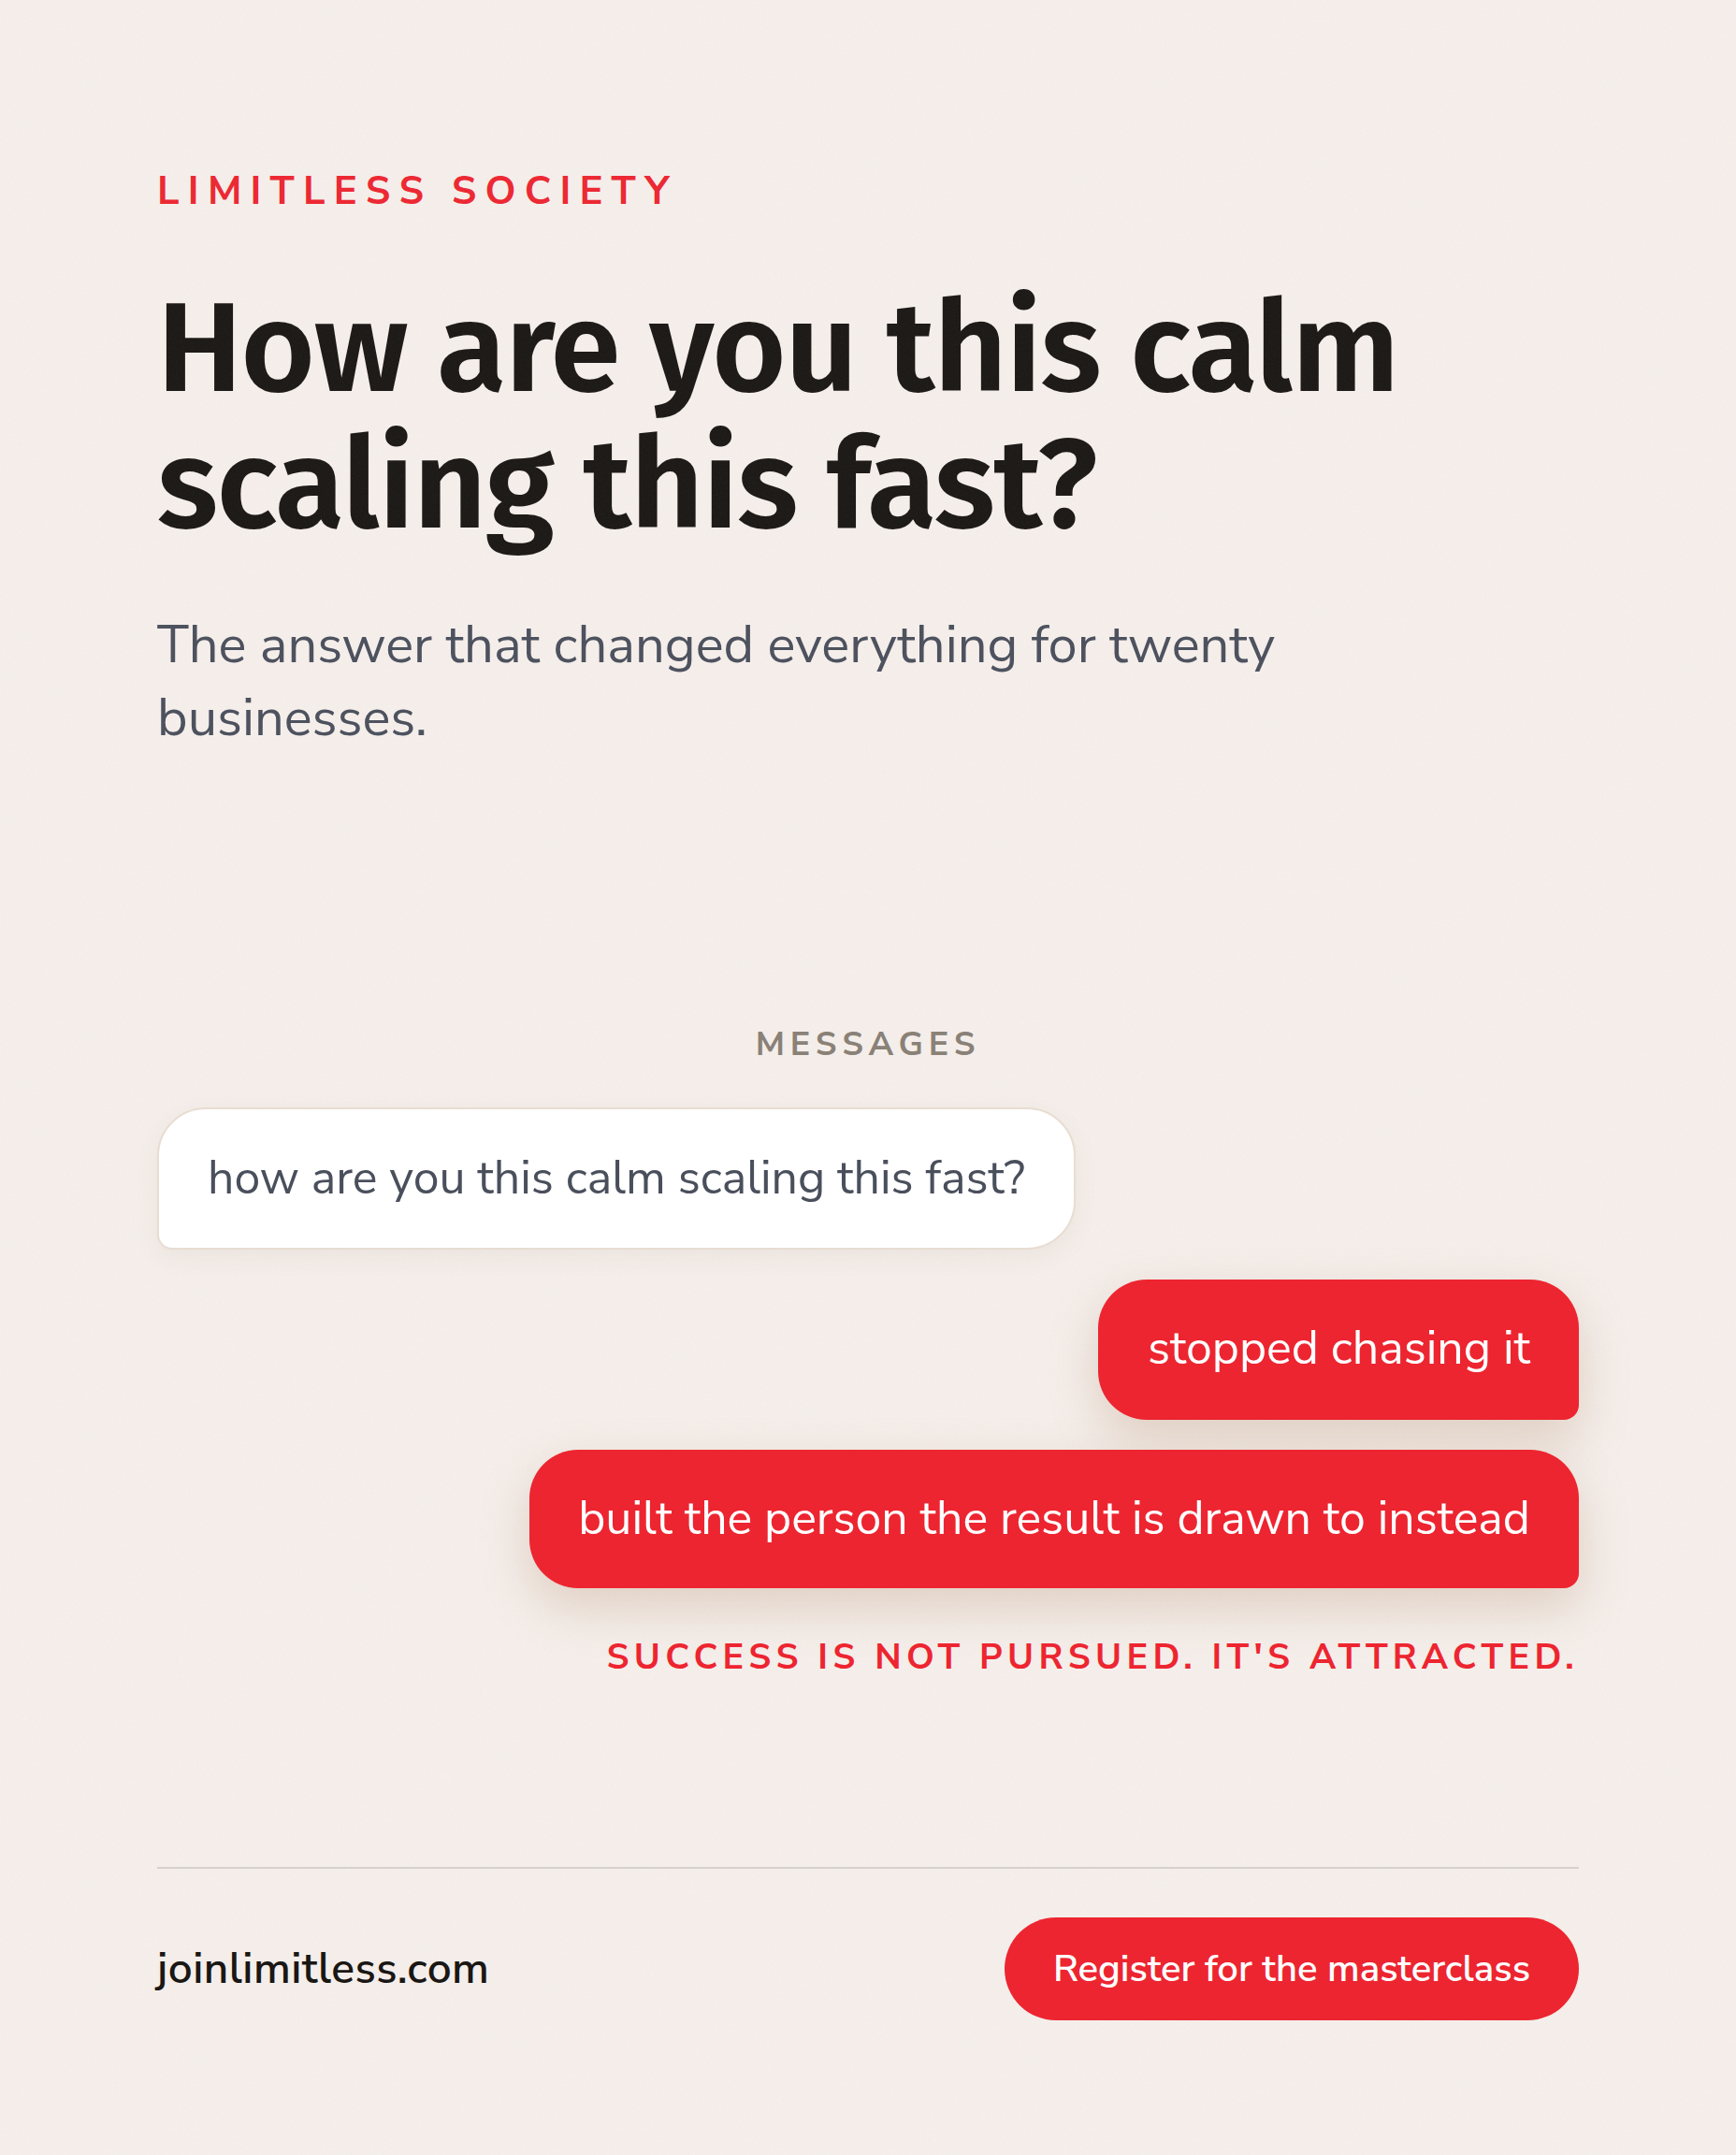 LIMITLESS SOCIETY
How are you this calm
scaling this fast?
The answer that changed everything for twenty
businesses.
MESSAGES
how are you this calm scaling this fast?
stopped chasing it
built the person the result is drawn to instead
SUCCESS IS NOT PURSUED. IT'S ATTRACTED.
joinlimitless.com
Register for the masterclass